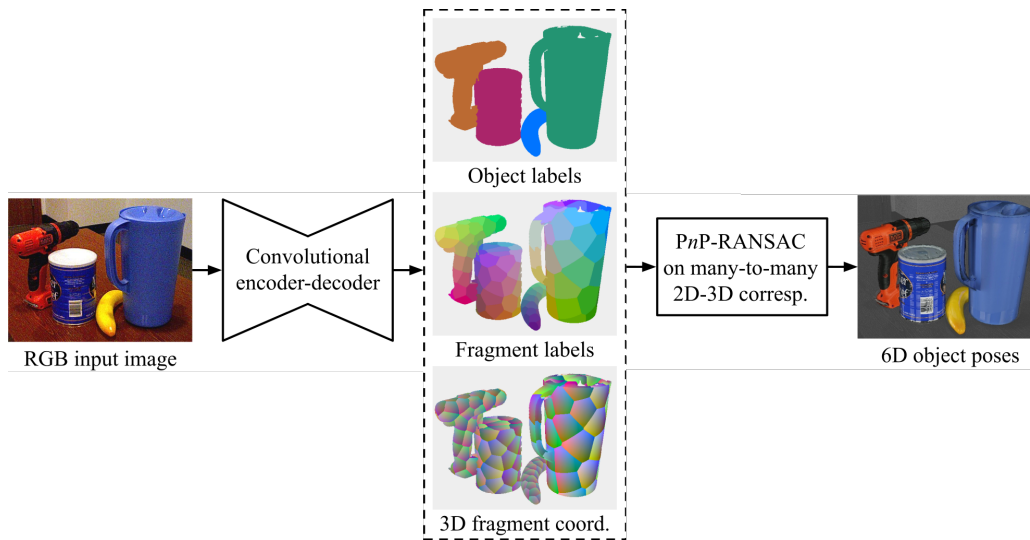 Object labels
Convolutional
encoder-decoder
PnP-RANSAC
on many-to-many
2D-3D corresp.
RGB input image
Fragment labels
6D object poses
3D fragment coord.